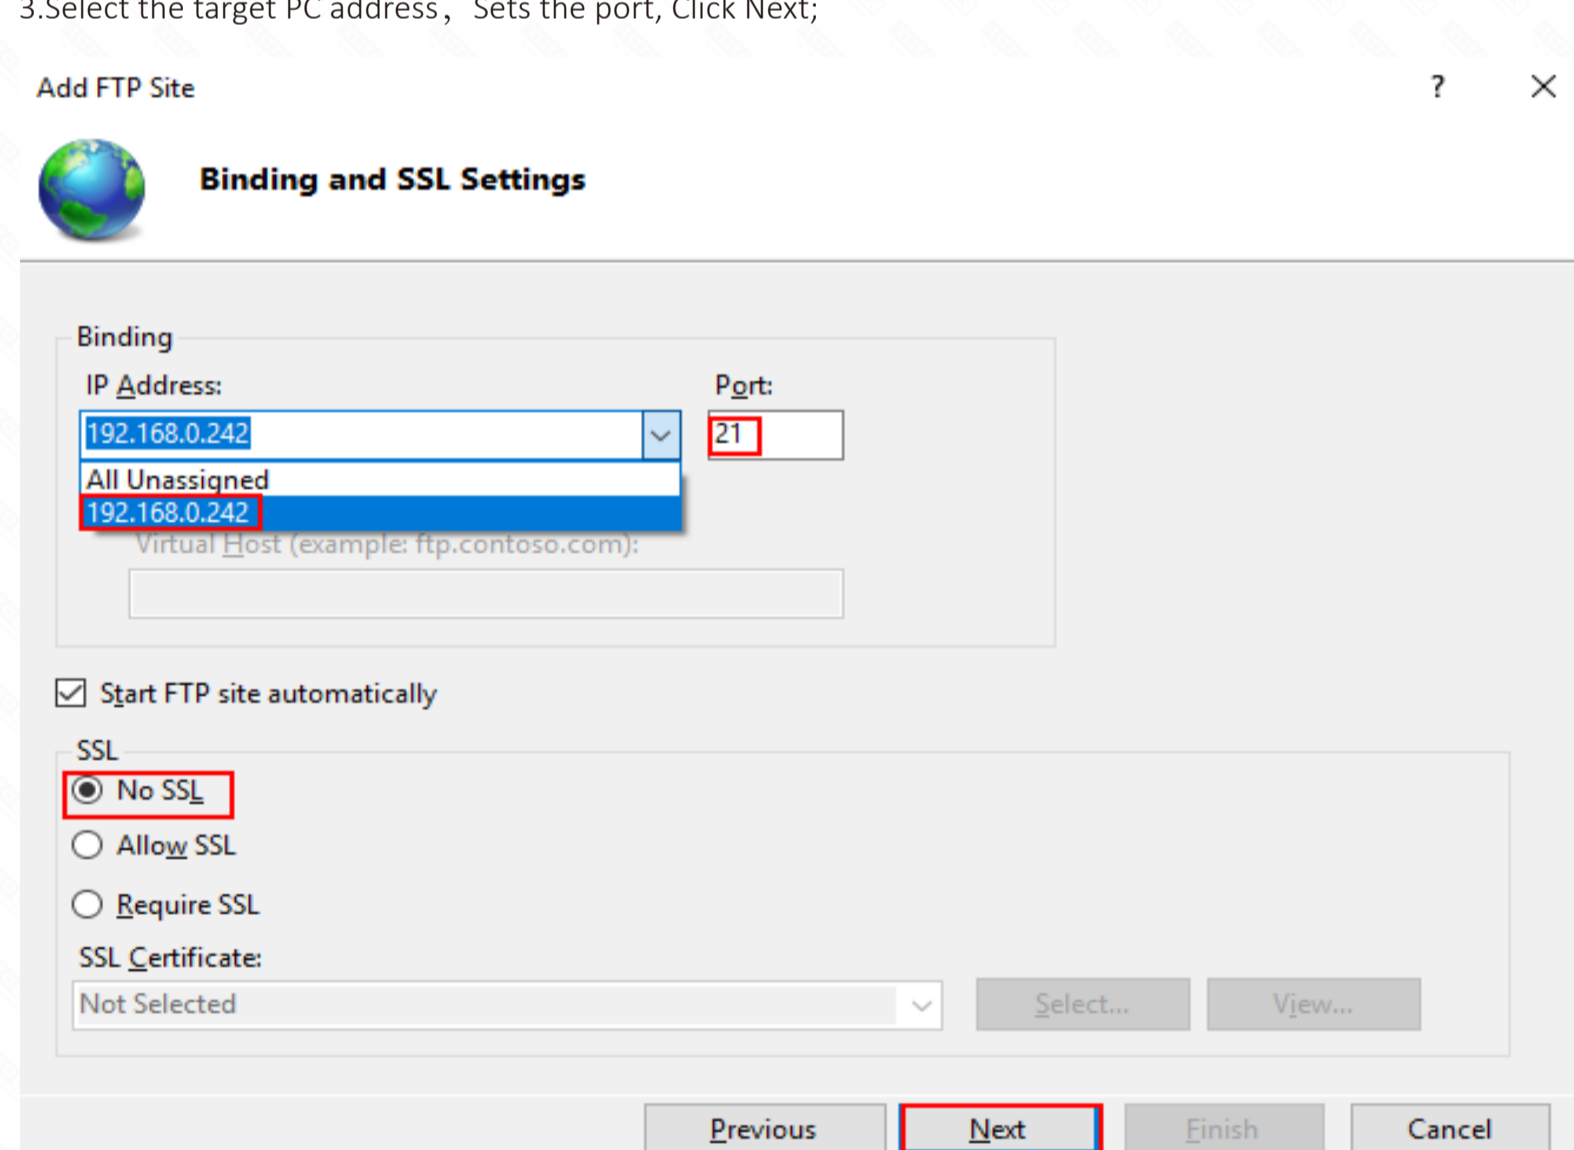 3.Select the target PC address，Sets the port, Click Next;
Add FTP Site ?
Binding and SSL Settings
Binding
IP Address: Port:
192.168.0.242 21
All Unassigned
192.168.0.242
Virtual Host (example: ftp.contoso.com):
Start FTP site automatically
SSL
No SSL
Allow SSL
Require SSL
SSL Certificate:
Not Selected Select... View...
Previous Next Finish Cancel